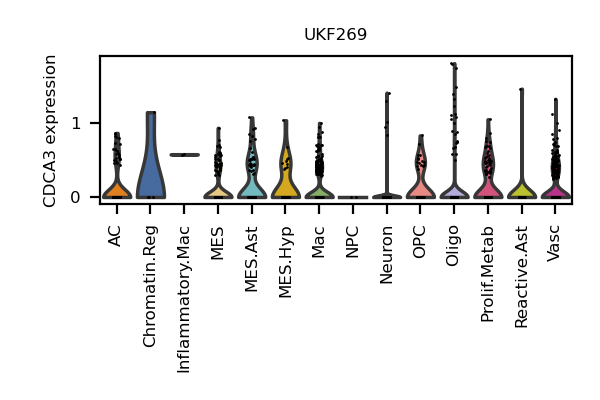 UKF269
CDCA3 expression
1
0
AC
Chromatin.Reg
Inflammatory.Mac
MES
MES.Ast
MES.Hyp
Mac
NPC
Neuron
OPC
Oligo
Prolif.Metab
Reactive.Ast
Vasc